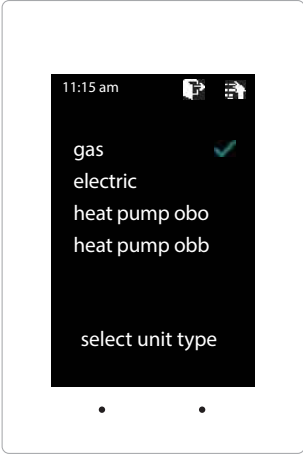 11:15 am
gas
electric
heat pump obo
heat pump obb
select unit type